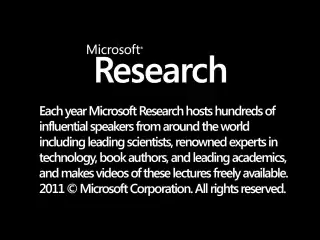 Microsoft®
Research
Each year Microsoft Research hosts hundreds of
influential speakers from around the world
including leading scientists, renowned experts in
technology, book authors, and leading academics,
and makes videos of these lectures freely available.
2011 © Microsoft Corporation. All rights reserved.